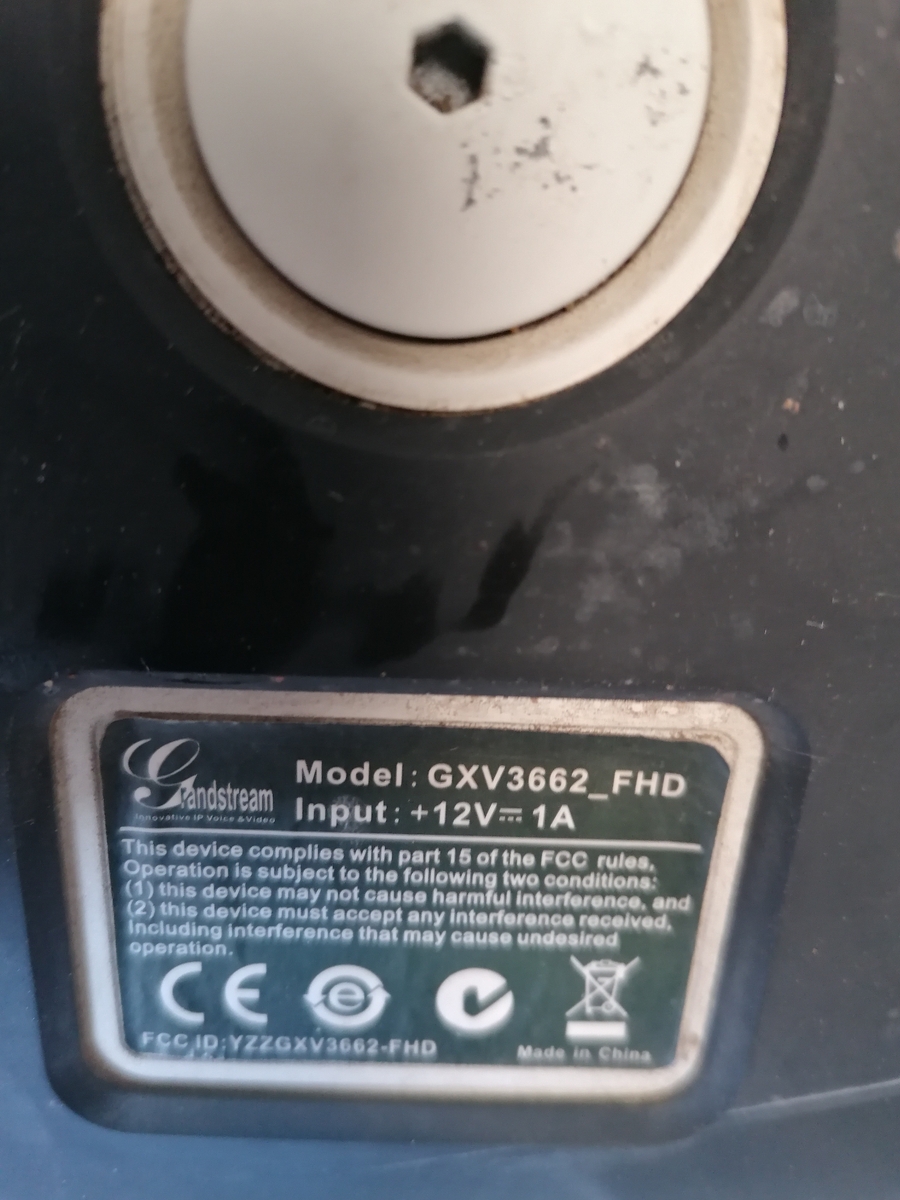 Grandstream
Innovative IP Voice & Video
Model: GXV3662_FHD
Input: +12V⎓ 1A
This device complies with part 15 of the FCC rules.
Operation is subject to the following two conditions:
(1) this device may not cause harmful interference, and
(2) this device must accept any interference received,
Including interference that may cause undesired
operation.
CE
e
FCC ID:YZZGXV3662-FHD
Made in China